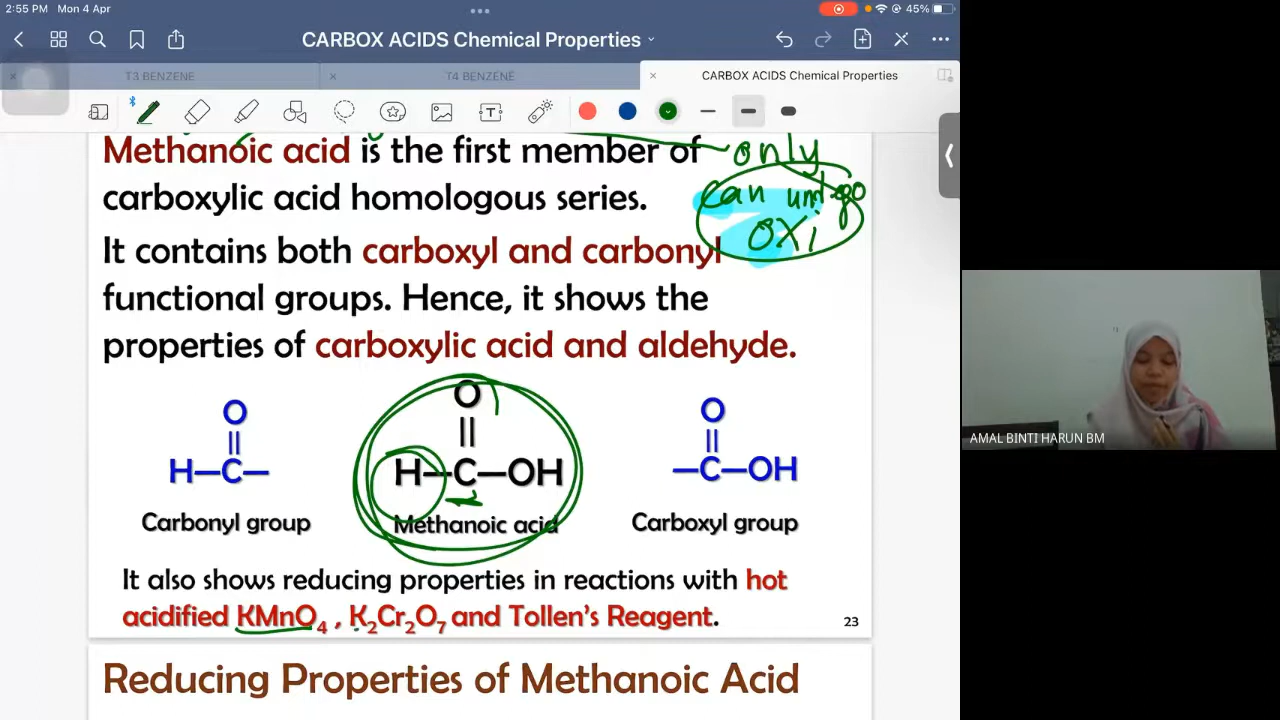 2:55 PM Mon 4 Apr
45%
CARBOX ACIDS Chemical Properties
T3 BENZENE
T4 BENZENE
CARBOX ACIDS Chemical Properties
Methanoic acid is the first member of
only
carboxylic acid homologous series.
can undego
oxi
It contains both carboxyl and carbonyl
functional groups. Hence, it shows the
properties of carboxylic acid and aldehyde.
O
O
O
H—C—
H—C—OH
—C—OH
Carbonyl group
Methanoic acid
Carboxyl group
It also shows reducing properties in reactions with hot
acidified KMnO₄ , K₂Cr₂O₇ and Tollen's Reagent.
23
Reducing Properties of Methanoic Acid
AMAL BINTI HARUN BM